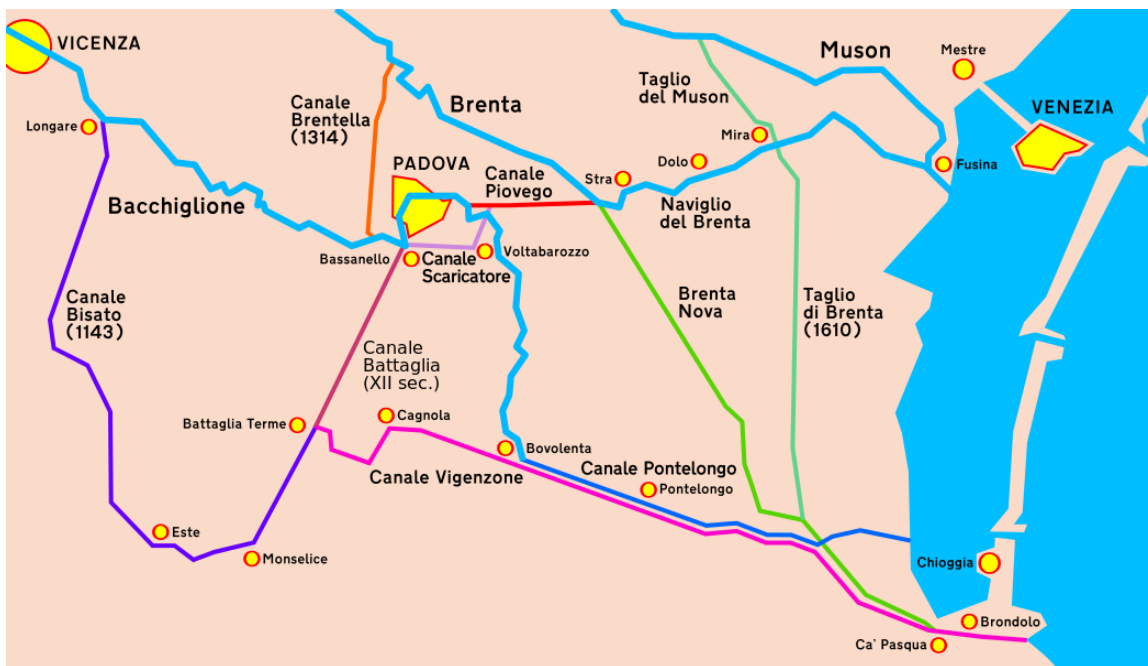 VICENZA
Muson
Mestre
Canale
Brentella
(1314)
Brenta
Taglio
del Muson
VENEZIA
Longare
Mira
PADOVA
Canale
Piovego
Dolo
Stra
Fusina
Bacchiglione
Naviglio
del Brenta
Bassanello
Canale
Scaricatore
Voltabarozzo
Canale
Bisato
(1143)
Brenta
Nova
Taglio
di Brenta
(1610)
Canale
Battaglia
(XII sec.)
Battaglia Terme
Cagnola
Bovolenta
Canale Vigenzone
Canale Pontelongo
Pontelongo
Este
Monselice
Chioggia
Brondolo
Ca' Pasqua